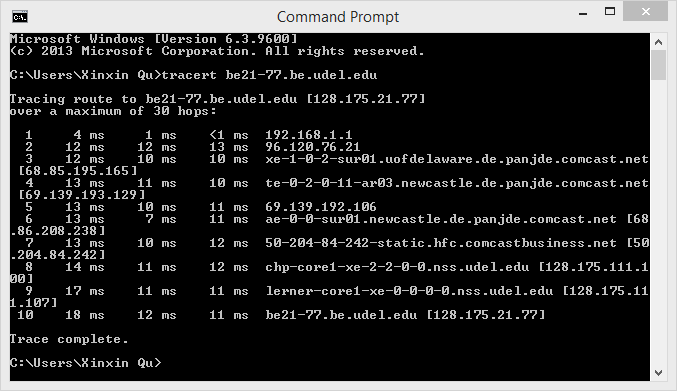 Command Prompt
Microsoft Windows [Version 6.3.9600]
(c) 2013 Microsoft Corporation. All rights reserved.
C:\Users\Xinxin Qu>tracert be21-77.be.udel.edu
Tracing route to be21-77.be.udel.edu [128.175.21.77]
over a maximum of 30 hops:
1 4 ms 1 ms <1 ms 192.168.1.1
2 12 ms 12 ms 13 ms 96.120.76.21
3 12 ms 10 ms 10 ms xe-1-0-2-sur01.uofdelaware.de.panjde.comcast.net
[68.85.195.165]
4 13 ms 11 ms 10 ms te-0-2-0-11-ar03.newcastle.de.panjde.comcast.net
[69.139.193.129]
5 13 ms 10 ms 11 ms 69.139.192.106
6 13 ms 7 ms 11 ms ae-0-0-sur01.newcastle.de.panjde.comcast.net [68
.86.208.238]
7 13 ms 10 ms 12 ms 50-204-84-242-static.hfc.comcastbusiness.net [50
.204.84.242]
8 14 ms 11 ms 12 ms chp-core1-xe-2-2-0-0.nss.udel.edu [128.175.111.1
00]
9 17 ms 11 ms 11 ms lerner-core1-xe-0-0-0-0.nss.udel.edu [128.175.11
1.107]
10 18 ms 12 ms 11 ms be21-77.be.udel.edu [128.175.21.77]
Trace complete.
C:\Users\Xinxin Qu>